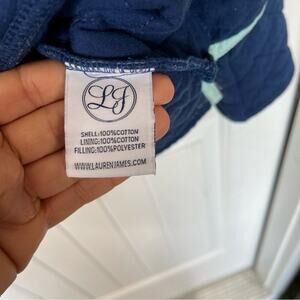 LJ
SHELL:100%COTTON
LINING:100%COTTON
FILLING:100%POLYESTER
WWW.LAURENJAMES.COM